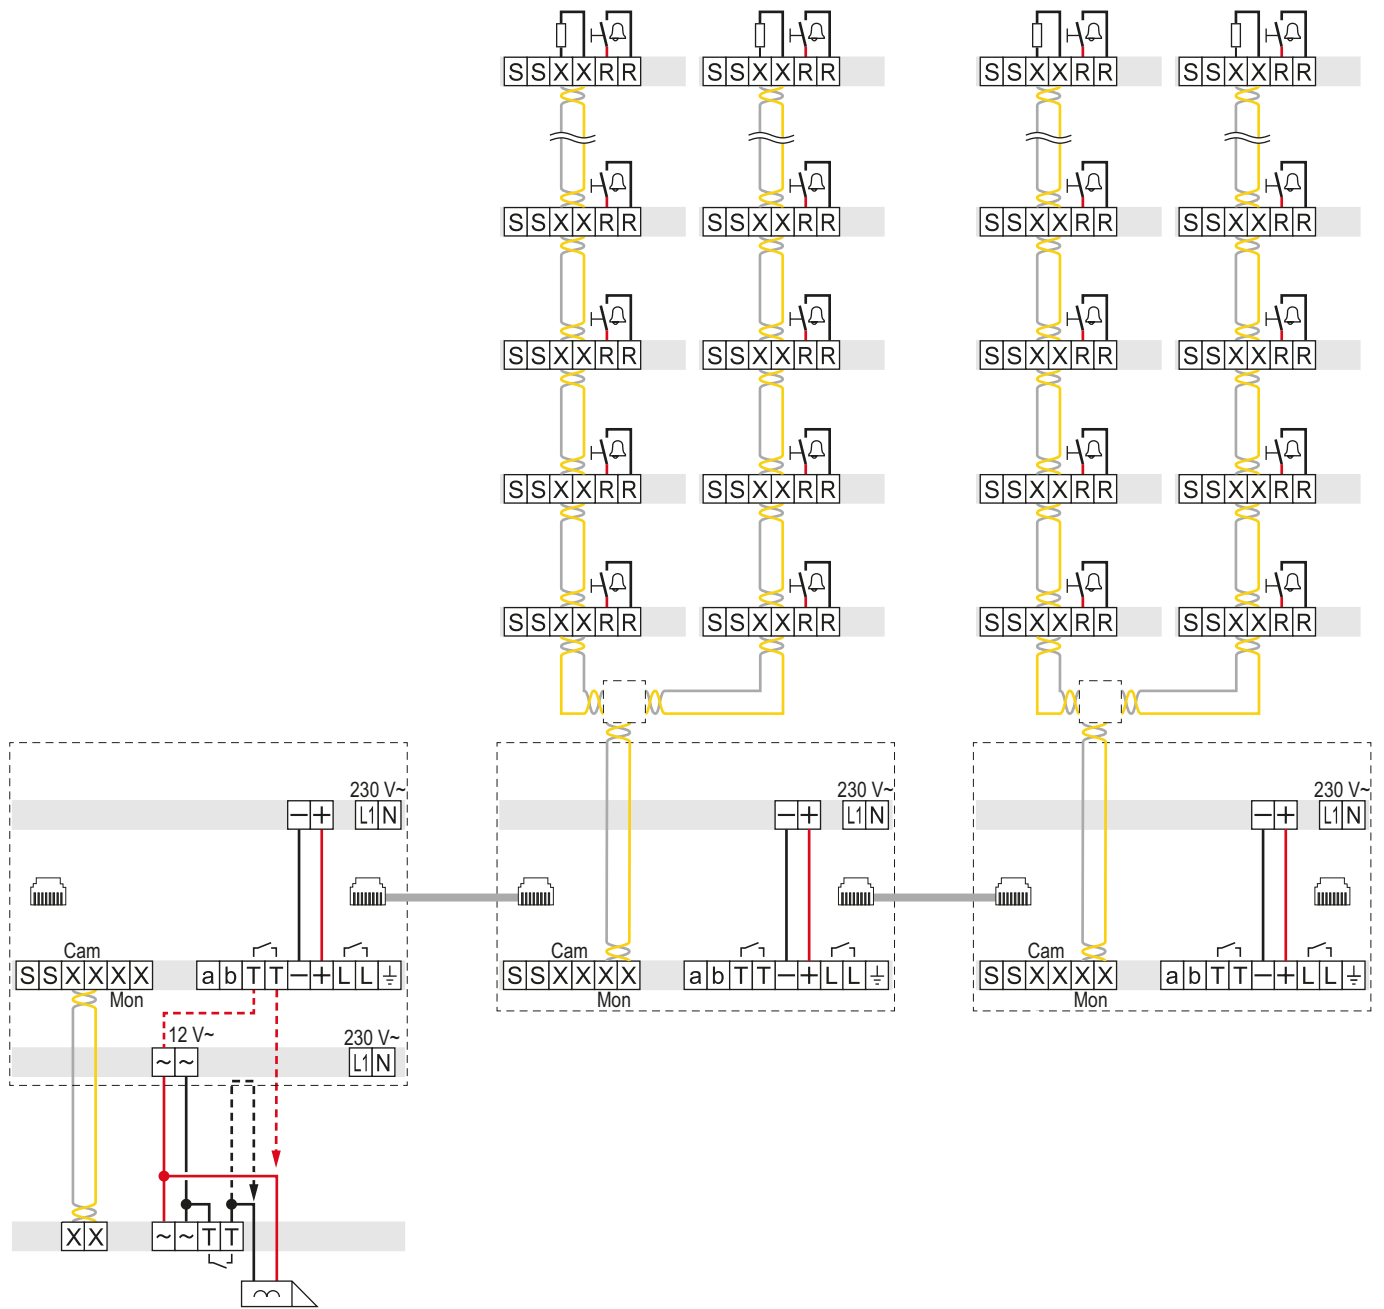 S S X X R R S S X X R R S S X X R R S S X X R R
S S X X R R S S X X R R S S X X R R S S X X R R
S S X X R R S S X X R R S S X X R R S S X X R R
S S X X R R S S X X R R S S X X R R S S X X R R
S S X X R R S S X X R R S S X X R R S S X X R R
230 V~ 230 V~ 230 V~
− + L1 N − + L1 N − + L1 N
Cam Cam Cam
S S X X X X a b T T − + L L S S X X X X a b T T − + L L S S X X X X a b T T − + L L
Mon Mon Mon
12 V~ 230 V~
~ ~ L1 N
X X ~ ~ T T